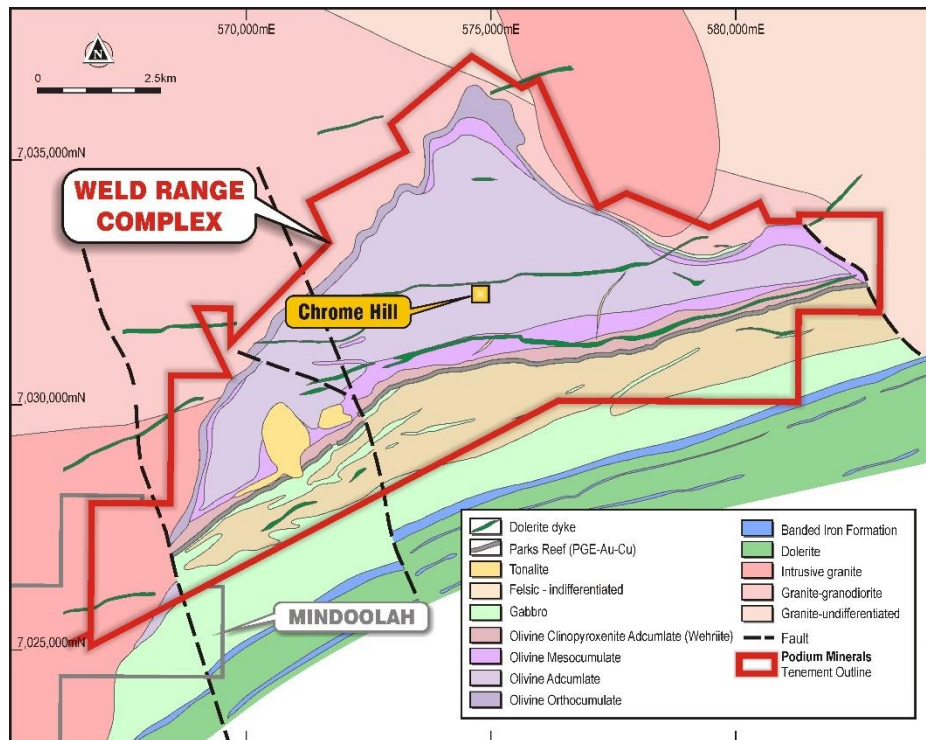 570,000mE
575,000mE
580,000mE
N
0
2.5km
7,035,000mN
WELD RANGE
COMPLEX
Chrome Hill
7,030,000mN
MINDOOLAH
7,025,000mN
Dolerite dyke
Parks Reef (PGE-Au-Cu)
Tonalite
Felsic - indifferentiated
Gabbro
Olivine Clinopyroxenite Adcumlate (Wehriite)
Olivine Mesocumulate
Olivine Adcumlate
Olivine Orthocumulate
Banded Iron Formation
Dolerite
Intrusive granite
Granite-granodiorite
Granite-undifferentiated
Fault
Podium Minerals
Tenement Outline